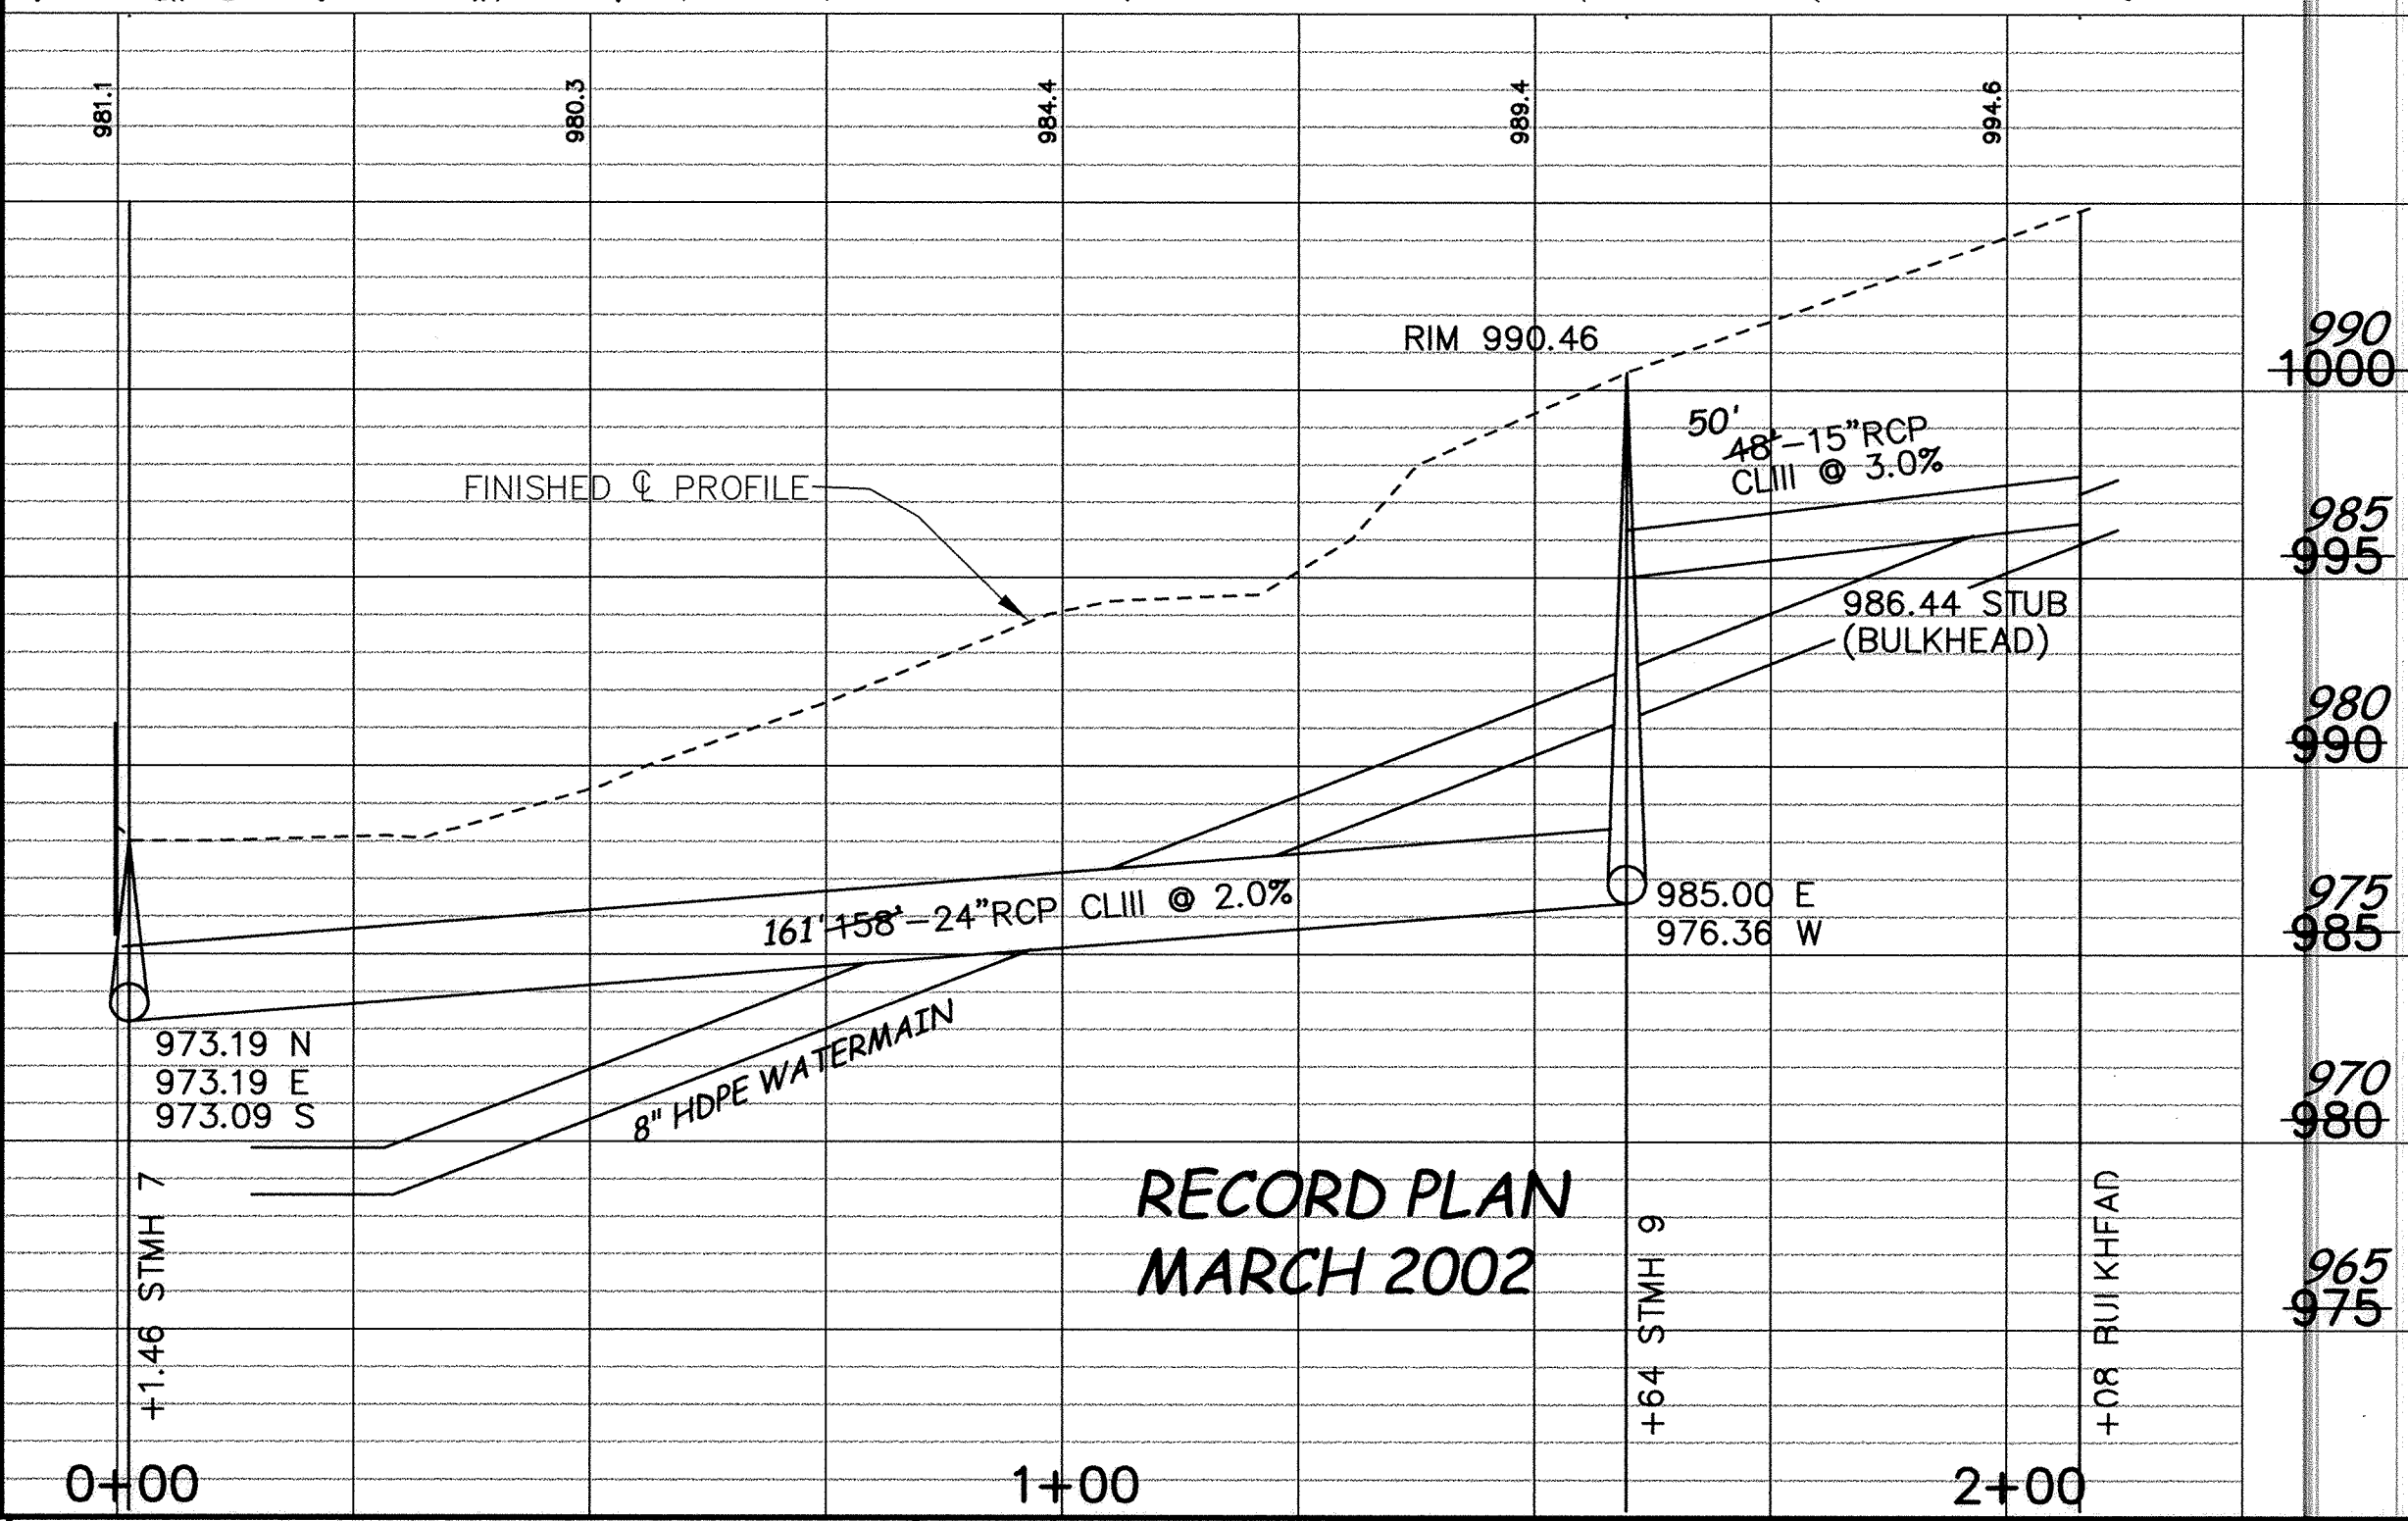 981.1
980.3
984.4
989.4
994.6
RIM 990.46
FINISHED ℄ PROFILE
50'
48'-15"RCP
CLIII @ 3.0%
986.44 STUB
(BULKHEAD)
161' 158'-24"RCP CLIII @ 2.0%
985.00 E
976.36 W
973.19 N
973.19 E
973.09 S
8" HDPE WATERMAIN
RECORD PLAN
MARCH 2002
+1.46 STMH 7
+64 STMH 9
+08 BULKHEAD
0+00
1+00
2+00
990
1000
985
995
980
990
975
985
970
980
965
975